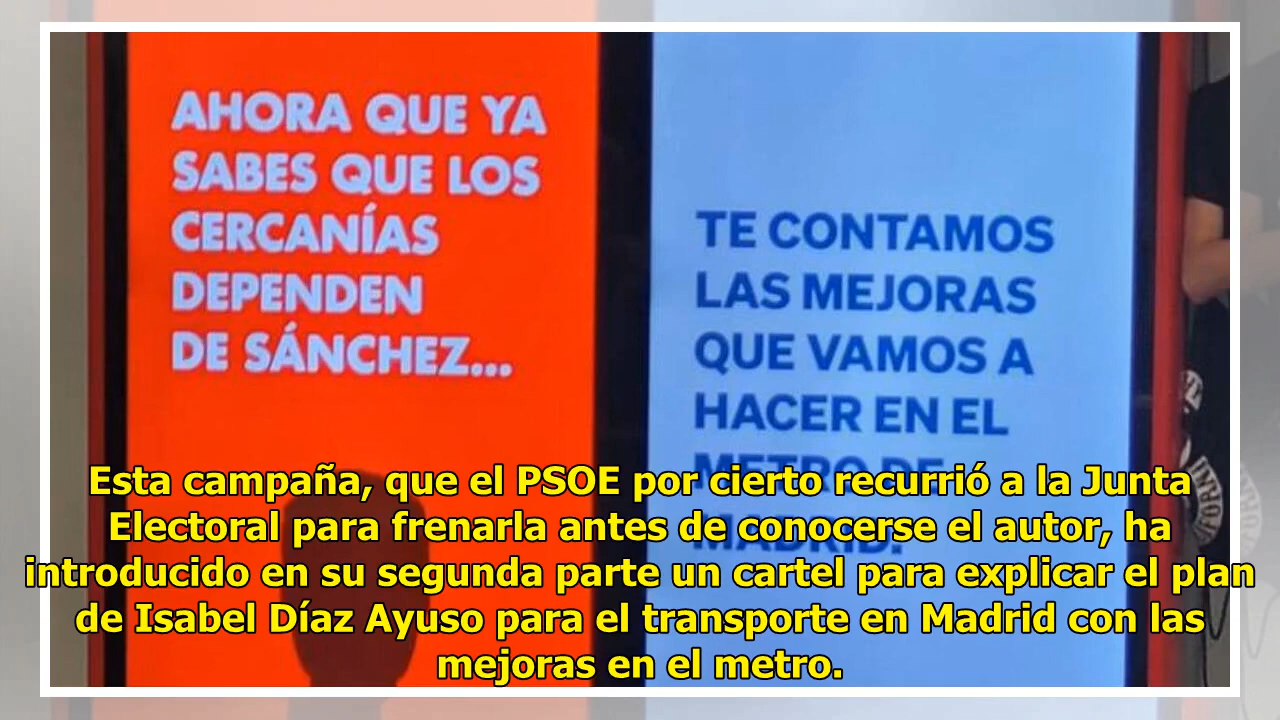 AHORA QUE YA
SABES QUE LOS
CERCANÍAS
DEPENDEN
DE SÁNCHEZ...
TE CONTAMOS
LAS MEJORAS
QUE VAMOS A
HACER EN EL
METRO DE
MADRID.
Esta campaña, que el PSOE por cierto recurrió a la Junta
Electoral para frenarla antes de conocerse el autor, ha
introducido en su segunda parte un cartel para explicar el plan
de Isabel Díaz Ayuso para el transporte en Madrid con las
mejoras en el metro.